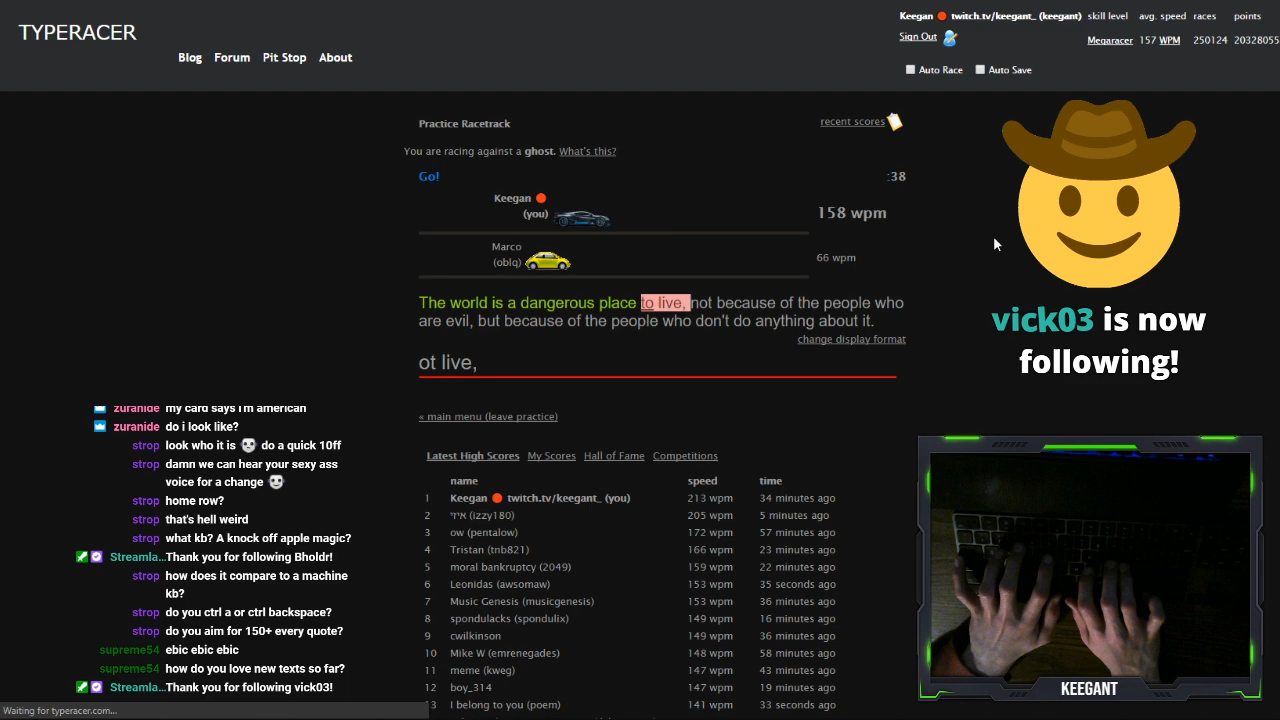 TYPERACER
Blog Forum Pit Stop About
Keegan twitch.tv/keegant_ (keegant) skill level avg. speed races points
Sign Out Megaracer 157 WPM 250124 20328055
Auto Race Auto Save
Practice Racetrack
recent scores
You are racing against a ghost. What's this?
Go! :38
Keegan
(you)
158 wpm
Marco
(oblq)
66 wpm
The world is a dangerous place to live, not because of the people who
are evil, but because of the people who don't do anything about it.
change display format
ot live,
« main menu (leave practice)
Latest High Scores My Scores Hall of Fame Competitions
name speed time
1 Keegan twitch.tv/keegant_ (you) 213 wpm 34 minutes ago
2 איזי (izzy180) 205 wpm 5 minutes ago
3 ow (pentalow) 172 wpm 57 minutes ago
4 Tristan (tnb821) 166 wpm 23 minutes ago
5 moral bankruptcy (2049) 159 wpm 22 minutes ago
6 Leonidas (awsomaw) 153 wpm 35 seconds ago
7 Music Genesis (musicgenesis) 153 wpm 36 minutes ago
8 spondulacks (spondulix) 149 wpm 16 minutes ago
9 cwilkinson 149 wpm 36 minutes ago
10 Mike W (emrenegades) 148 wpm 58 minutes ago
11 meme (kweg) 147 wpm 43 minutes ago
12 boy_314 147 wpm 19 minutes ago
13 I belong to you (poem) 141 wpm 33 seconds ago
zuranide my card says i'm american
zuranide do i look like?
strop look who it is do a quick 10ff
strop damn we can hear your sexy ass
voice for a change
strop home row?
strop that's hell weird
strop what kb? A knock off apple magic?
Streamla...Thank you for following Bholdr!
strop how does it compare to a machine
kb?
strop do you ctrl a or ctrl backspace?
strop do you aim for 150+ every quote?
supreme54 ebic ebic ebic
supreme54 how do you love new texts so far?
Streamla...Thank you for following vick03!
Waiting for typeracer.com...
vick03 is now
following!
KEEGANT